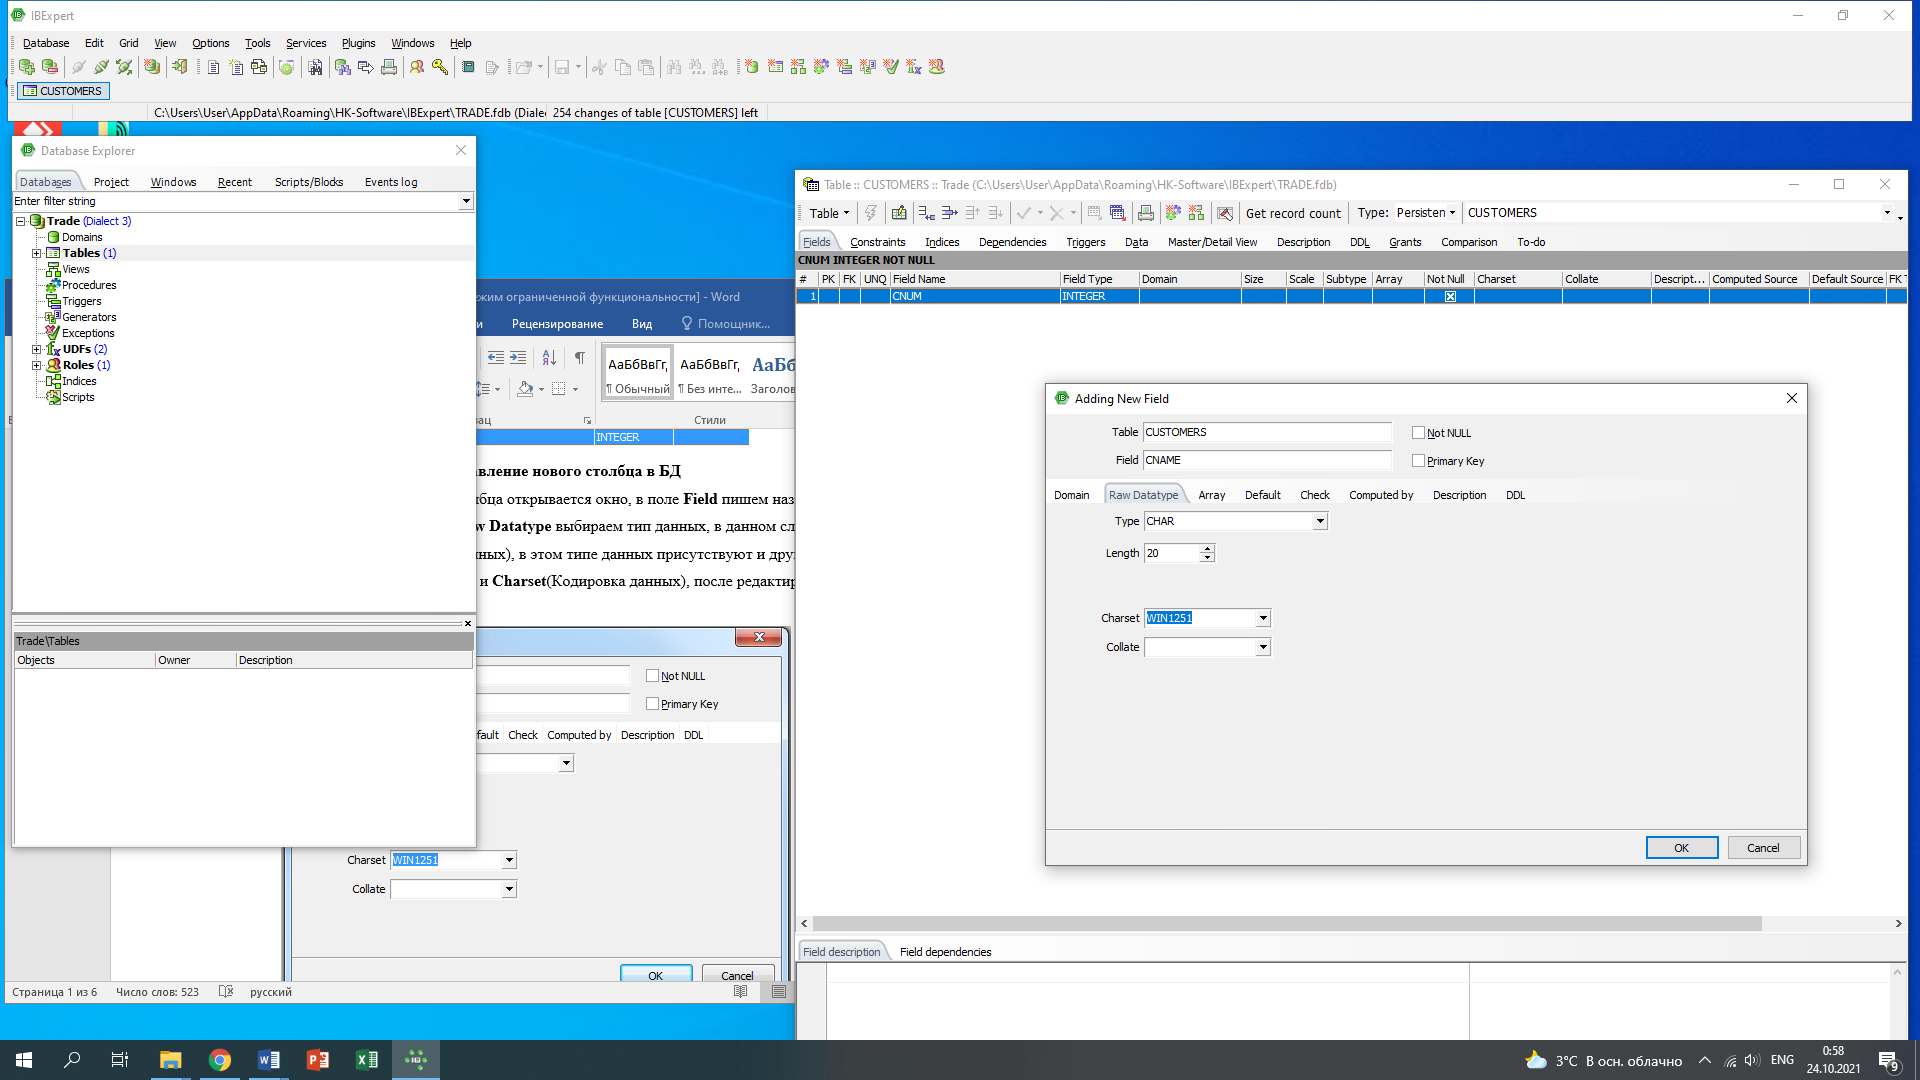 IBExpert
Database Edit Grid View Options Tools Services Plugins Windows Help
CUSTOMERS
C:\Users\User\AppData\Roaming\HK-Software\IBExpert\TRADE.fdb (Diale 254 changes of table [CUSTOMERS] left
Database Explorer
Databases Project Windows Recent Scripts/Blocks Events log
Enter filter string
Trade (Dialect 3)
Domains
Tables (1)
Views
Procedures
Triggers
Generators
Exceptions
UDFs (2)
Roles (1)
Indices
Scripts
Trade\Tables
Objects Owner Description
ежим ограниченной функциональности] - Word
и Рецензирование Вид Помощник...
АаБбВвГг, АаБбВвГг, АаБб
¶ Обычный ¶ Без инте... Заголов
ац Стили
INTEGER
авление нового столбца в БД
бца открывается окно, в поле Field пишем наз
w Datatype выбираем тип данных, в данном сл
ных), в этом типе данных присутствуют и дру
и Charset(Кодировка данных), после редактир
Not NULL
Primary Key
fault Check Computed by Description DDL
Charset WIN1251
Collate
OK Cancel
Страница 1 из 6 Число слов: 523 русский
Table :: CUSTOMERS :: Trade (C:\Users\User\AppData\Roaming\HK-Software\IBExpert\TRADE.fdb)
Table Get record count Type: Persisten CUSTOMERS
Fields Constraints Indices Dependencies Triggers Data Master/Detail View Description DDL Grants Comparison To-do
CNUM INTEGER NOT NULL
# PK FK UNQ Field Name Field Type Domain Size Scale Subtype Array Not Null Charset Collate Descript... Computed Source Default Source FK T
1 CNUM INTEGER
Adding New Field
Table CUSTOMERS Not NULL
Field CNAME Primary Key
Domain Raw Datatype Array Default Check Computed by Description DDL
Type CHAR
Length 20
Charset WIN1251
Collate
OK Cancel
Field description Field dependencies
3°C В осн. облачно ENG 0:58
24.10.2021
9